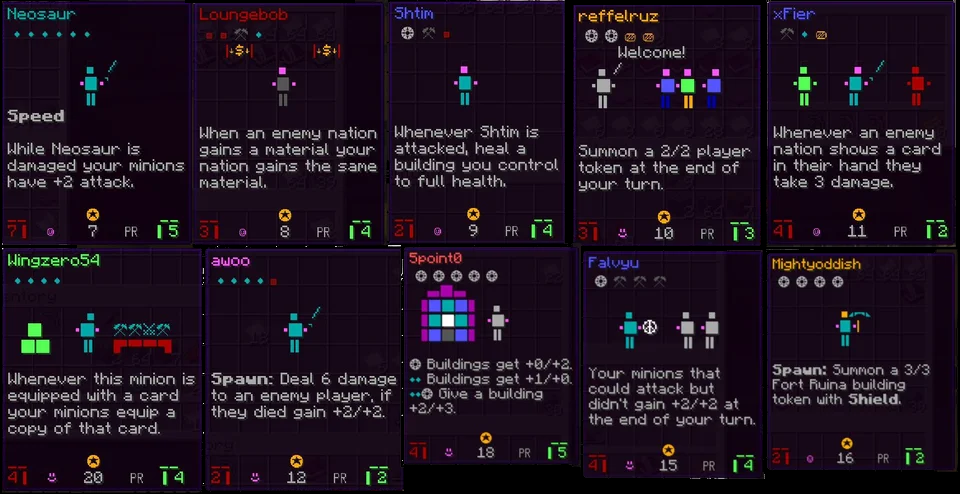 Neosaur
Speed
While Neosaur is
damaged your minions
have +2 attack.
7 7 PR 5
Loungebob
↓$↓ ↓$↓
When an enemy nation
gains a material your
nation gains the same
material.
3 8 PR 4
Shtim
Whenever Shtim is
attacked, heal a
building you control
to full health.
2 9 PR 4
reffelruz
Welcome!
Summon a 2/2 player
token at the end of
your turn.
3 10 PR 3
xFier
Whenever an enemy
nation shows a card
in their hand they
take 3 damage.
4 11 PR 2
Wingzero54
Whenever this minion is
equipped with a card
your minions equip a
copy of that card.
4 20 PR 4
awoo
Spawn: Deal 6 damage
to an enemy player, if
they died gain +2/+2.
2 12 PR 2
5point0
Buildings get +0/+2.
Buildings get +1/+0.
Give a building
+2/+3.
4 18 PR 5
Falvyu
Your minions that
could attack but
didn't gain +2/+2 at
the end of your turn.
4 15 PR 4
Mightyoddish
Spawn: Summon a 3/3
Fort Ruina building
token with Shield.
2 16 PR 2